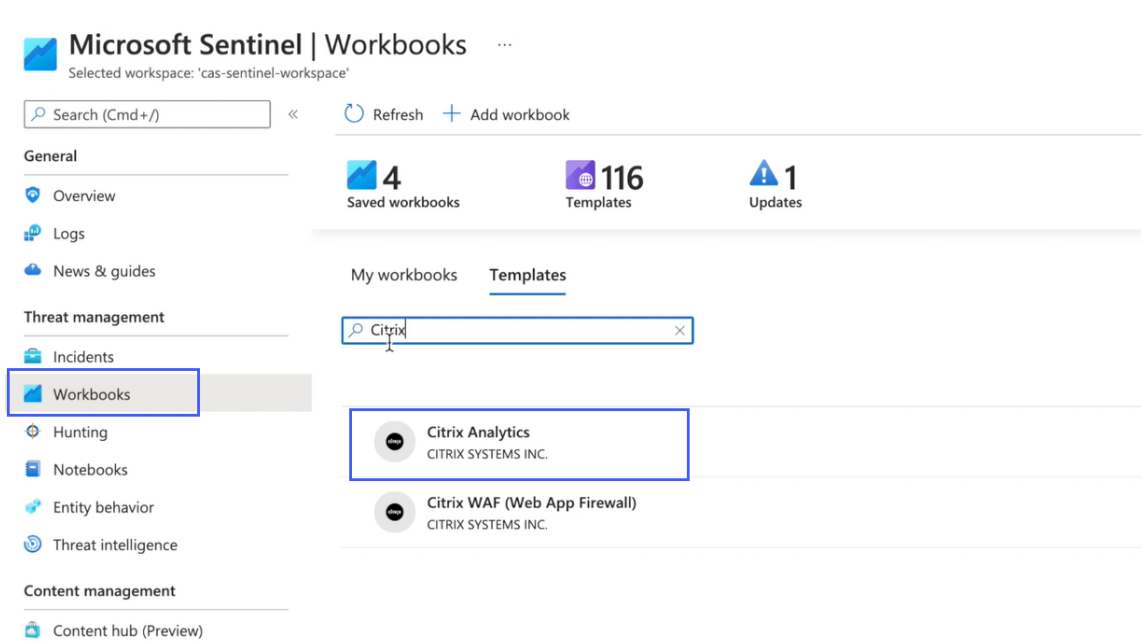 Microsoft Sentinel | Workbooks ...
Selected workspace: 'cas-sentinel-workspace'
Search (Cmd+/)
«
General
Overview
Logs
News & guides
Threat management
Incidents
Workbooks
Hunting
Notebooks
Entity behavior
Threat intelligence
Content management
Content hub (Preview)
Refresh
Add workbook
4
Saved workbooks
116
Templates
1
Updates
My workbooks
Templates
Citrix
citrix
Citrix Analytics
CITRIX SYSTEMS INC.
citrix
Citrix WAF (Web App Firewall)
CITRIX SYSTEMS INC.